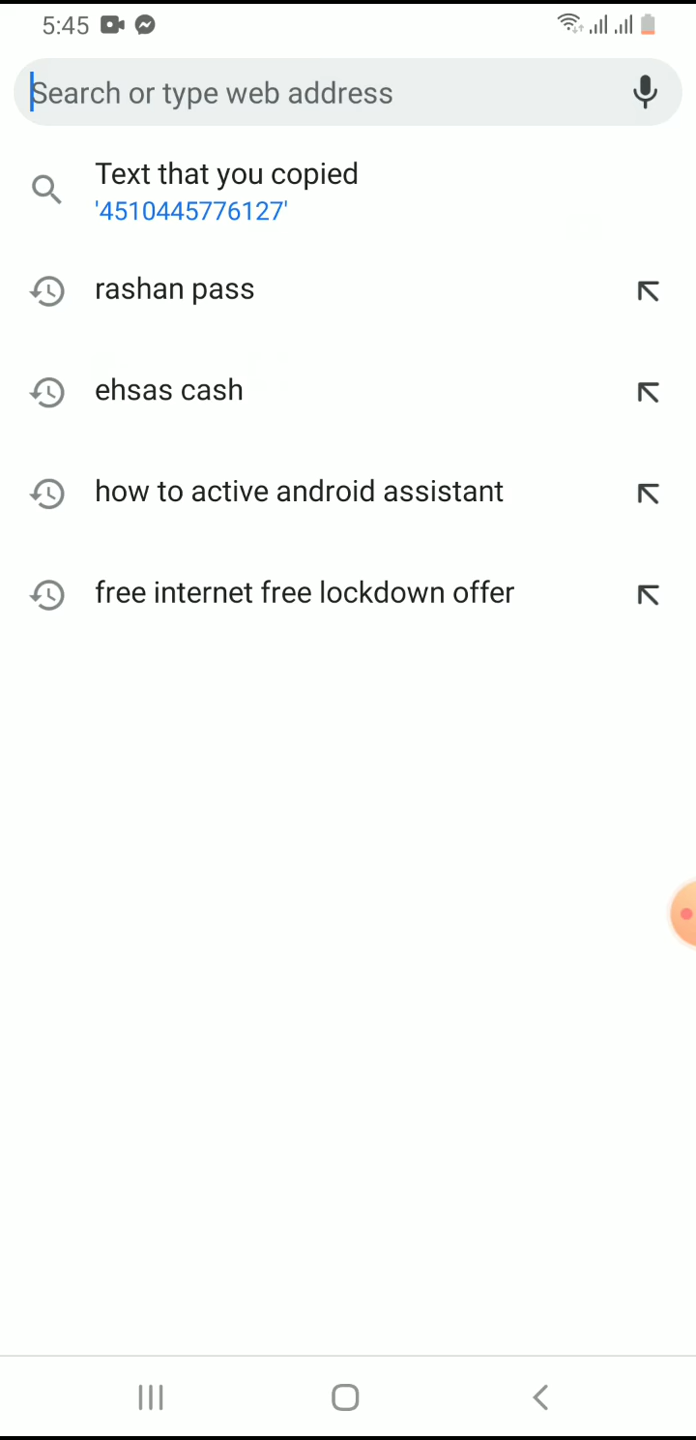 5:45
Search or type web address
Text that you copied
'4510445776127'
rashan pass
ehsas cash
how to active android assistant
free internet free lockdown offer